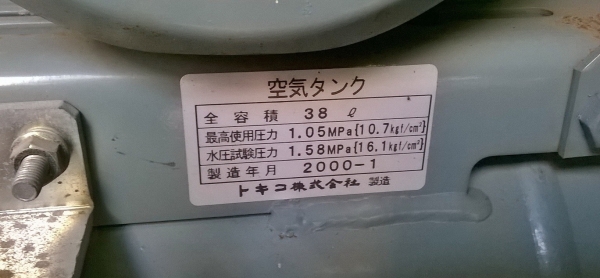 空気タンク
全容積 38 ℓ
最高使用圧力 1.05MPa{10.7kgf/cm²}
水圧試験圧力 1.58MPa{16.1kgf/cm²}
製造年月 2000-1
トキコ株式会社 製造